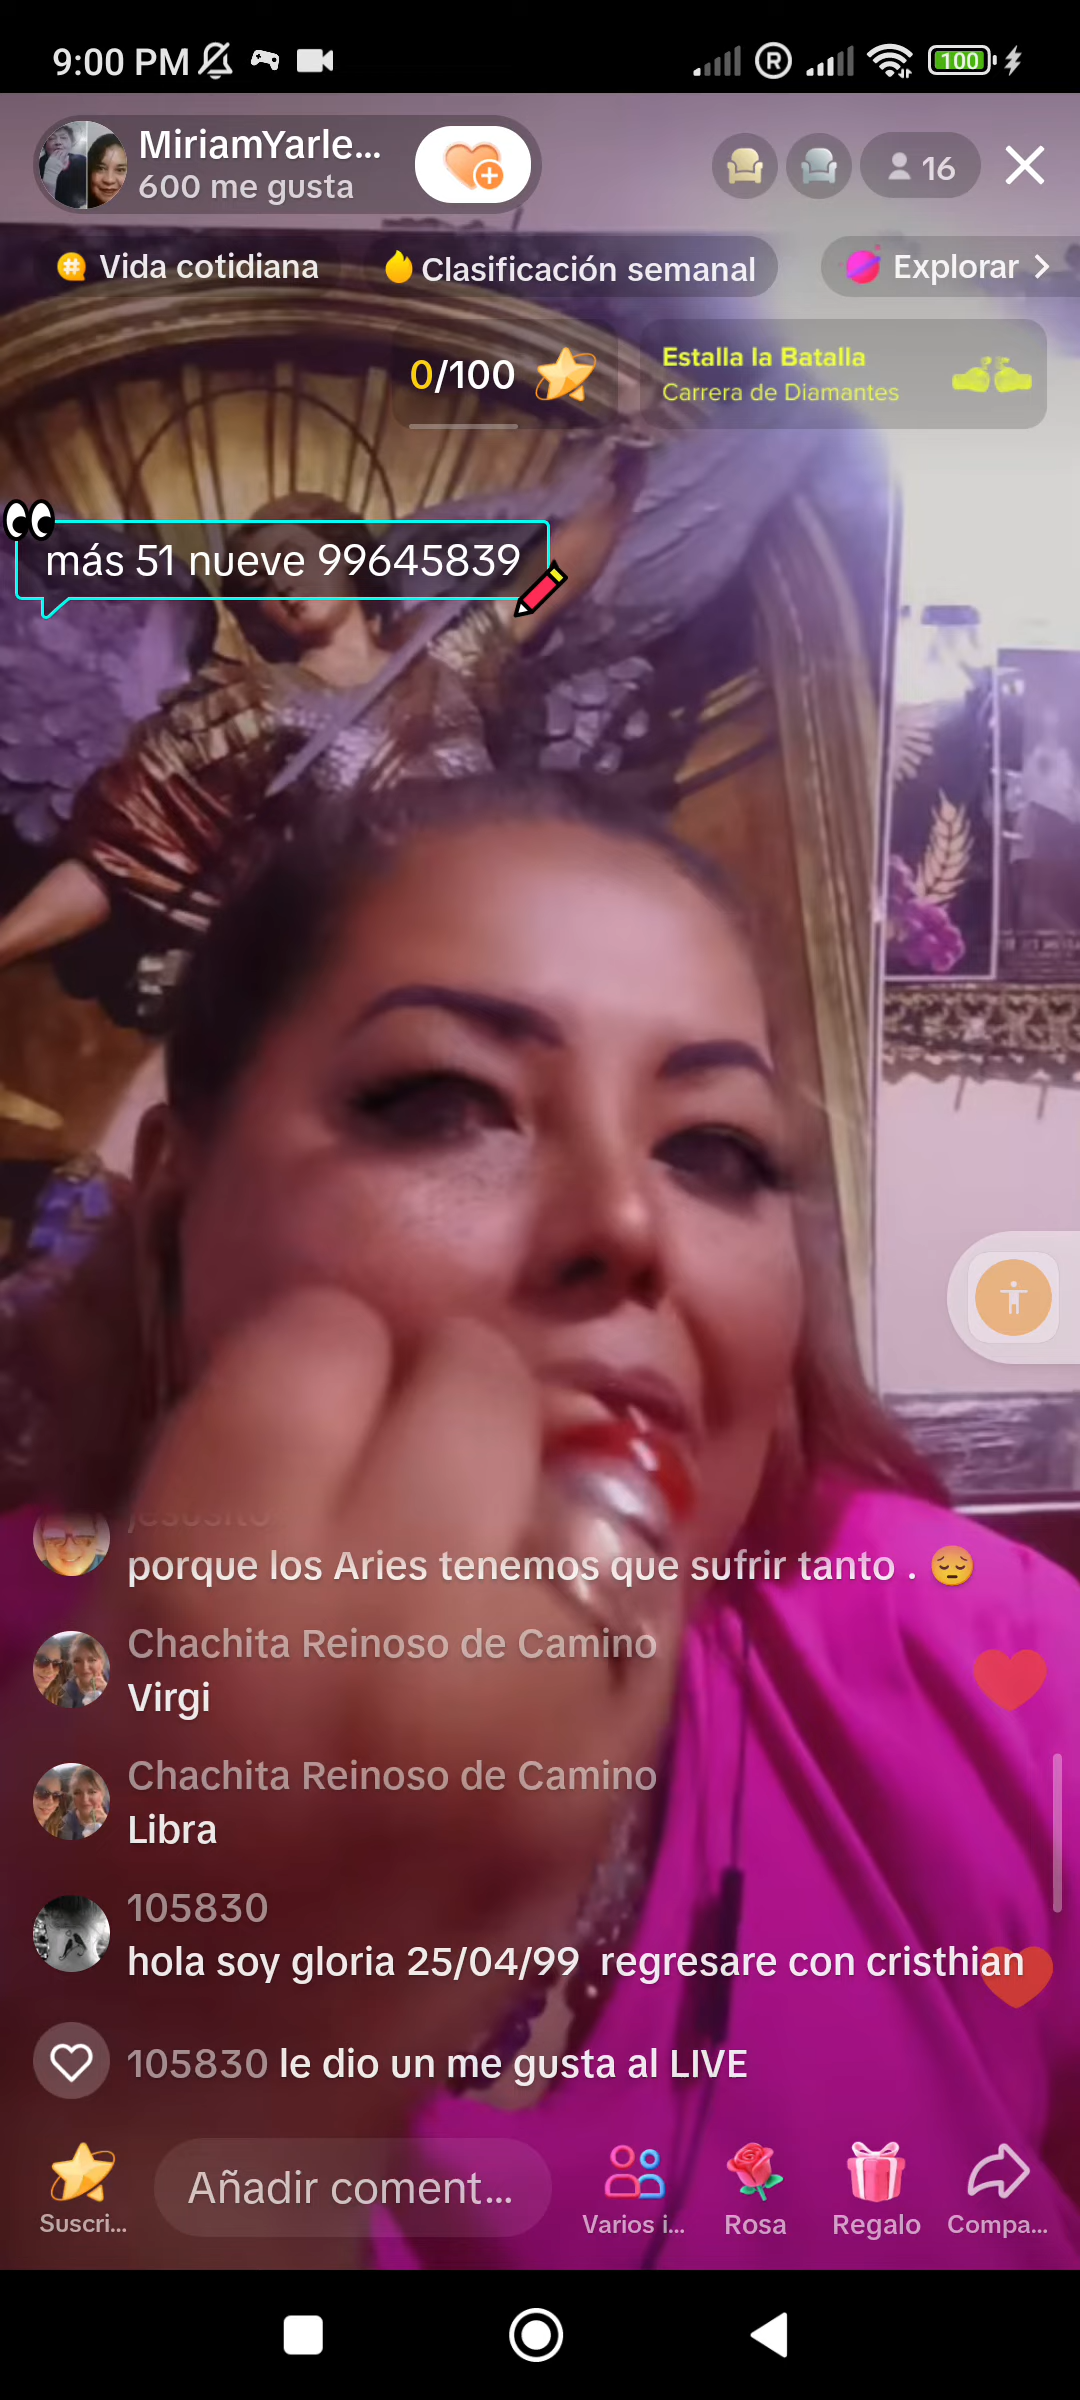 9:00 PM
R
100
MiriamYarle...
600 me gusta
16
Vida cotidiana
Clasificación semanal
Explorar
0/100
Estalla la Batalla
Carrera de Diamantes
más 51 nueve 99645839
jesusito
porque los Aries tenemos que sufrir tanto . 😔
Chachita Reinoso de Camino
Virgi
Chachita Reinoso de Camino
Libra
105830
hola soy gloria 25/04/99 regresare con cristhian
105830 le dio un me gusta al LIVE
Añadir coment...
Suscri...
Varios i...
Rosa
Regalo
Compa...